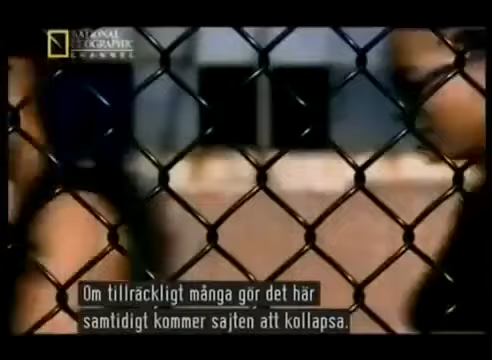 NATIONAL
GEOGRAPHIC
CHANNEL
Om tillräckligt många gör det här
samtidigt kommer sajten att kollapsa.